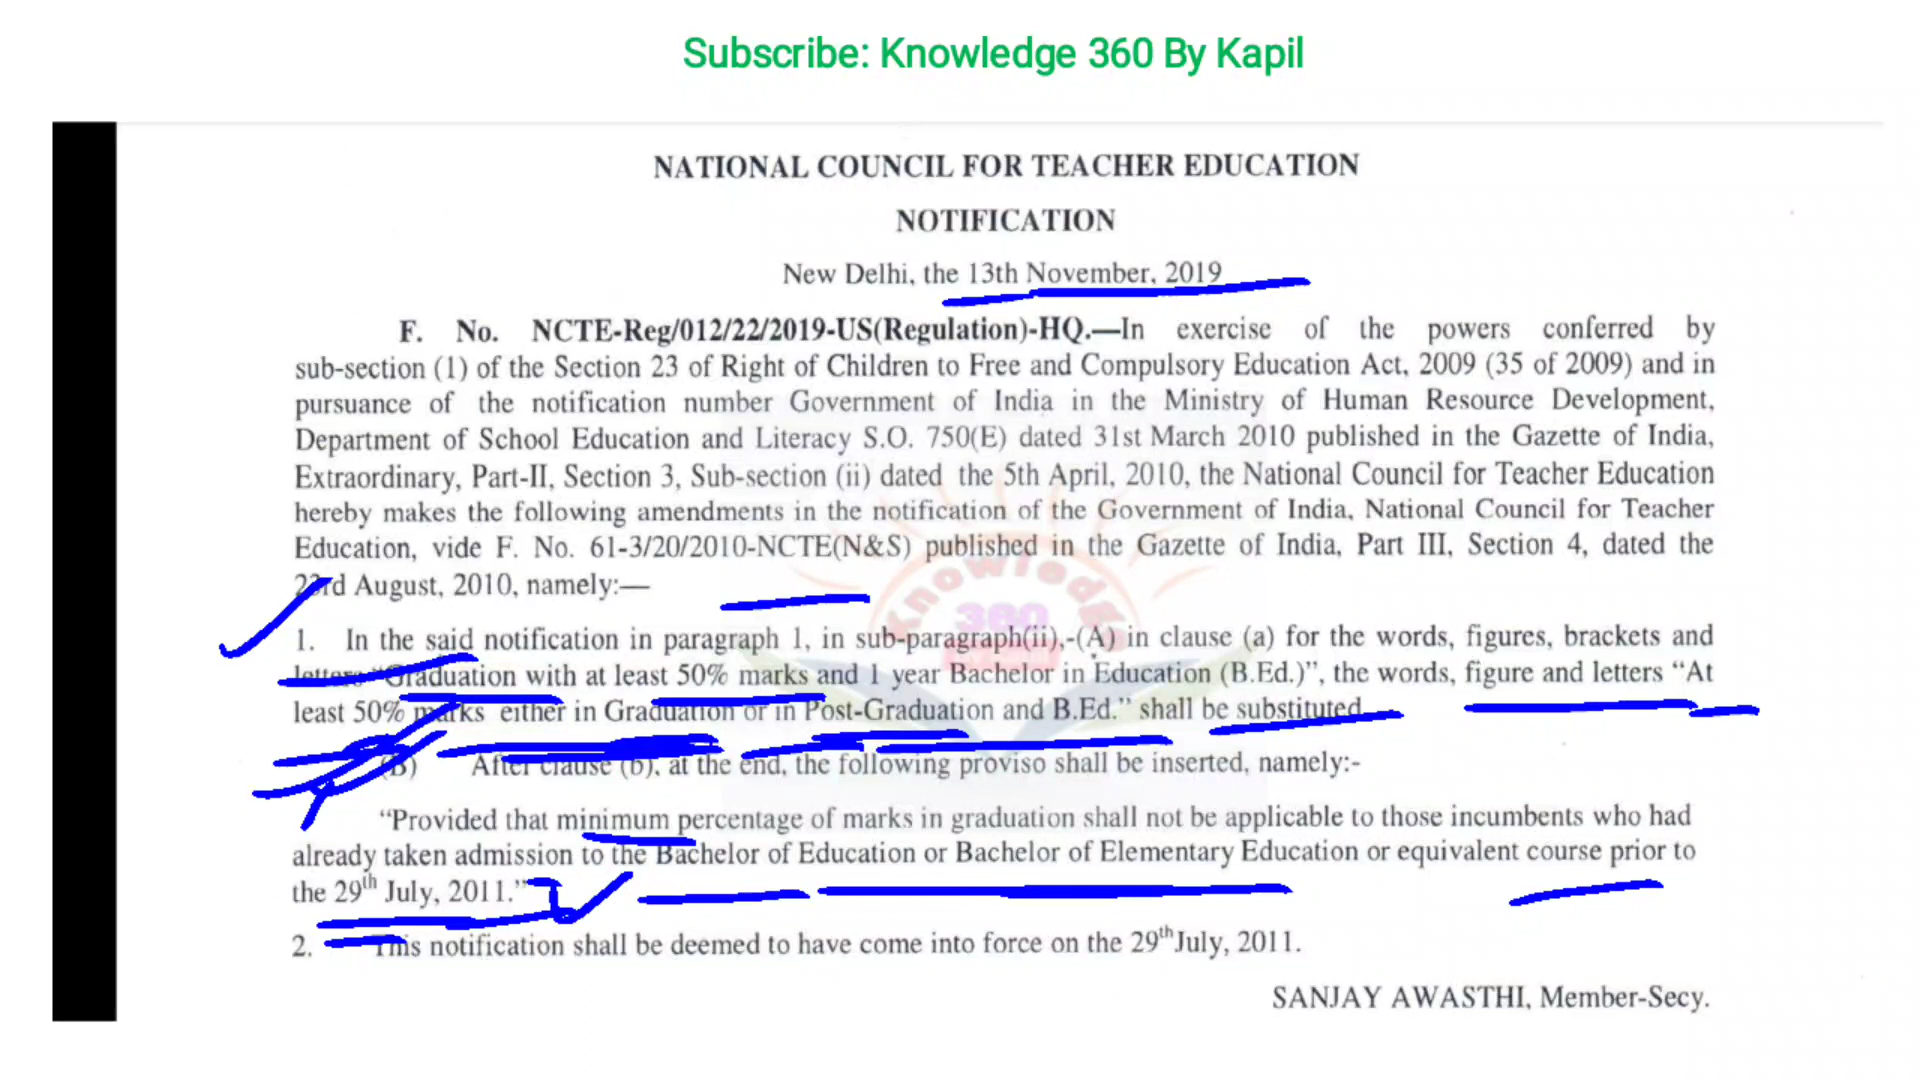 Subscribe: Knowledge 360 By Kapil
NATIONAL COUNCIL FOR TEACHER EDUCATION
NOTIFICATION
New Delhi, the 13th November, 2019
F. No. NCTE-Reg/012/22/2019-US(Regulation)-HQ.—In exercise of the powers conferred by
sub-section (1) of the Section 23 of Right of Children to Free and Compulsory Education Act, 2009 (35 of 2009) and in
pursuance of the notification number Government of India in the Ministry of Human Resource Development,
Department of School Education and Literacy S.O. 750(E) dated 31st March 2010 published in the Gazette of India,
Extraordinary, Part-II, Section 3, Sub-section (ii) dated the 5th April, 2010, the National Council for Teacher Education
hereby makes the following amendments in the notification of the Government of India, National Council for Teacher
Education, vide F. No. 61-3/20/2010-NCTE(N&S) published in the Gazette of India, Part III, Section 4, dated the
23rd August, 2010, namely:—
1. In the said notification in paragraph 1, in sub-paragraph(ii),-(A) in clause (a) for the words, figures, brackets and
letters "Graduation with at least 50% marks and 1 year Bachelor in Education (B.Ed.)", the words, figure and letters "At
least 50% marks either in Graduation or in Post-Graduation and B.Ed." shall be substituted
(B) After clause (b), at the end, the following proviso shall be inserted, namely:-
"Provided that minimum percentage of marks in graduation shall not be applicable to those incumbents who had
already taken admission to the Bachelor of Education or Bachelor of Elementary Education or equivalent course prior to
the 29th July, 2011."
2. This notification shall be deemed to have come into force on the 29th July, 2011.
SANJAY AWASTHI, Member-Secy.
Knowledge
360